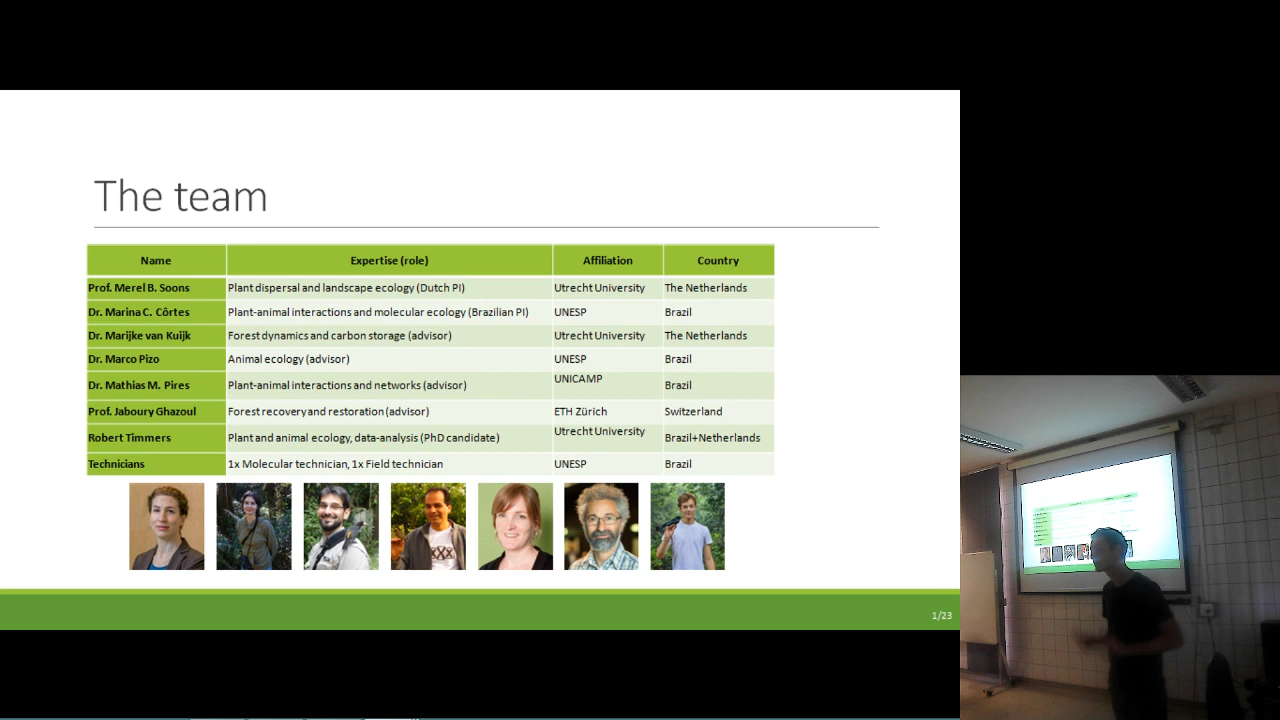 The team
Name Expertise (role) Affiliation Country
Prof. Merel B. Soons Plant dispersal and landscape ecology (Dutch PI) Utrecht University The Netherlands
Dr. Marina C. Côrtes Plant-animal interactions and molecular ecology (Brazilian PI) UNESP Brazil
Dr. Marijke van Kuijk Forest dynamics and carbon storage (advisor) Utrecht University The Netherlands
Dr. Marco Pizo Animal ecology (advisor) UNESP Brazil
Dr. Mathias M. Pires Plant-animal interactions and networks (advisor) UNICAMP Brazil
Prof. Jaboury Ghazoul Forest recovery and restoration (advisor) ETH Zürich Switzerland
Robert Timmers Plant and animal ecology, data-analysis (PhD candidate) Utrecht University Brazil+Netherlands
Technicians 1x Molecular technician, 1x Field technician UNESP Brazil
XXX
1/23